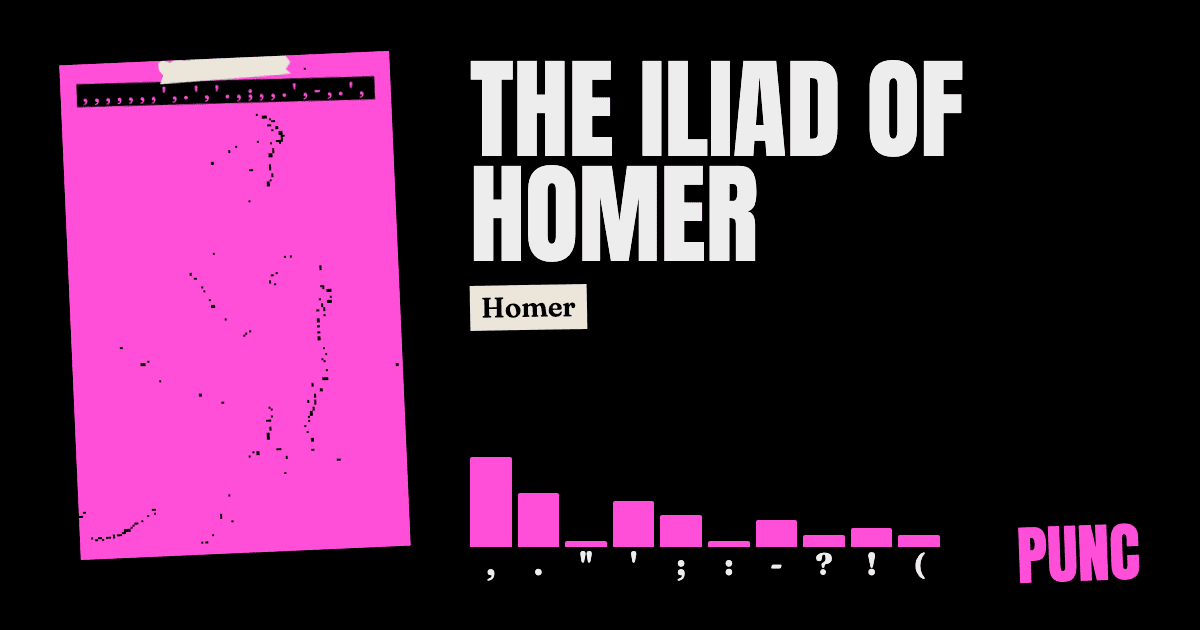 ,,,,,,,'.','.,;,,.',-,.',
THE ILIAD OF
HOMER
Homer
, . " ' ; : - ? ! (
PUNC